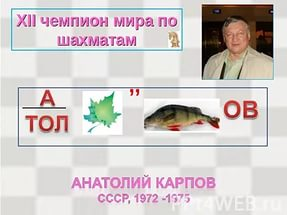 XII чемпион мира по
шахматам
А
ТОЛ
”
ОВ
АНАТОЛИЙ КАРПОВ
СССР, 1972 -1975